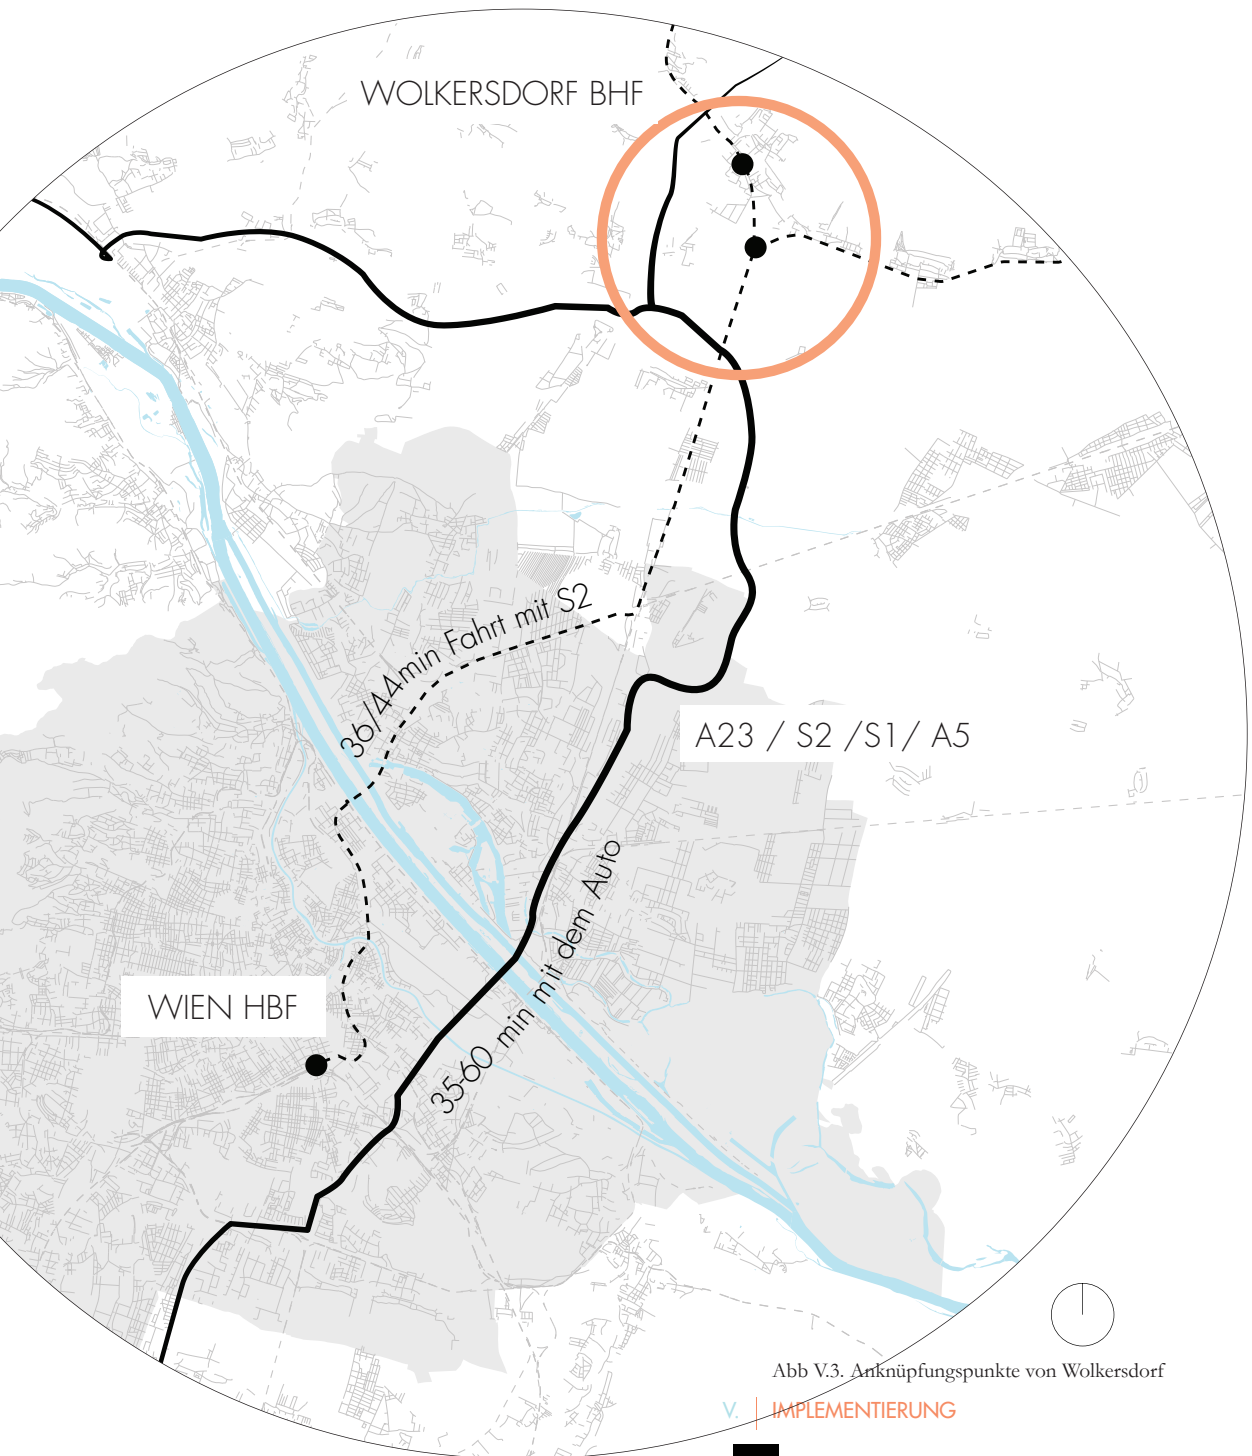 WOLKERSDORF BHF
36/44min Fahrt mit S2
A23 / S2 /S1/ A5
35-60 min mit dem Auto
WIEN HBF
Abb V.3. Anknüpfungspunkte von Wolkersdorf
V. | IMPLEMENTIERUNG